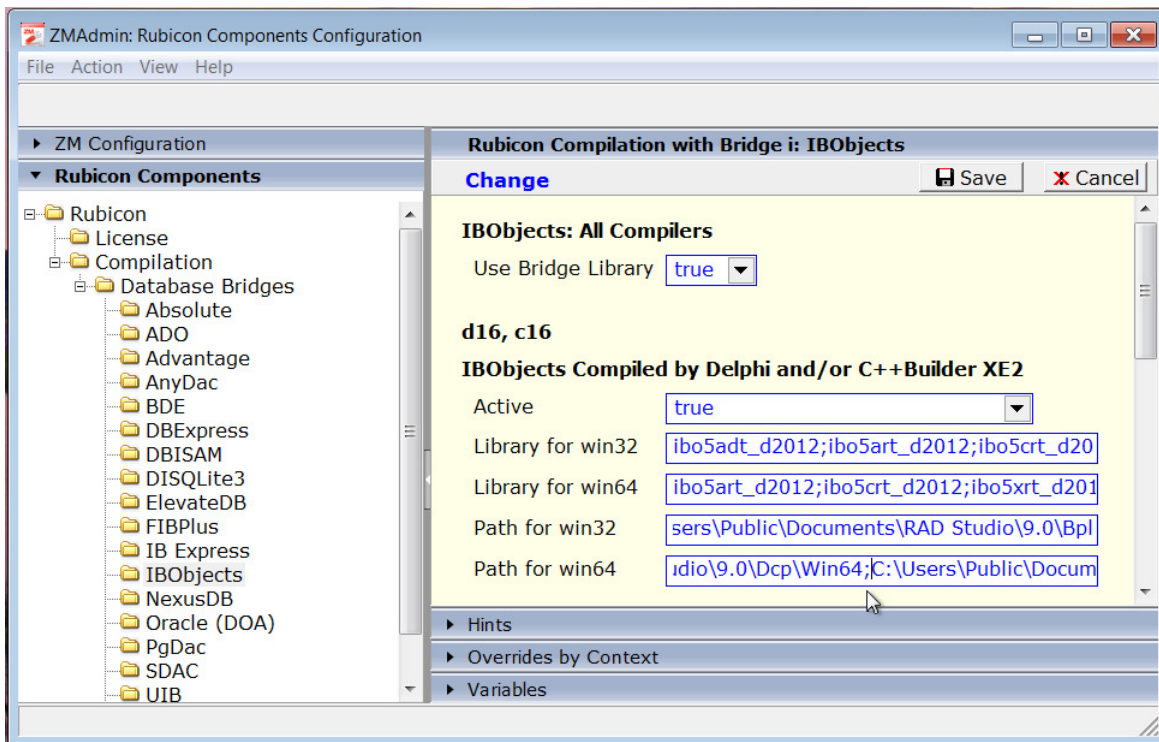 ZMAdmin: Rubicon Components Configuration
File Action View Help
ZM Configuration
Rubicon Components
Rubicon
License
Compilation
Database Bridges
Absolute
ADO
Advantage
AnyDac
BDE
DBExpress
DBISAM
DISQLite3
ElevateDB
FIBPlus
IB Express
IBObjects
NexusDB
Oracle (DOA)
PgDac
SDAC
UIB
Rubicon Compilation with Bridge i: IBObjects
Change Save Cancel
IBObjects: All Compilers
Use Bridge Library true
d16, c16
IBObjects Compiled by Delphi and/or C++Builder XE2
Active true
Library for win32 ibo5adt_d2012;ibo5art_d2012;ibo5crt_d20
Library for win64 ibo5art_d2012;ibo5crt_d2012;ibo5xrt_d201
Path for win32 sers\Public\Documents\RAD Studio\9.0\Bpl
Path for win64 udio\9.0\Dcp\Win64;C:\Users\Public\Docum
Hints
Overrides by Context
Variables